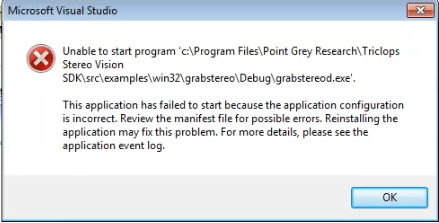 Microsoft Visual Studio
Unable to start program 'c:\Program Files\Point Grey Research\Triclops
Stereo Vision
SDK\src\examples\win32\grabstereo\Debug\grabstereod.exe'.
This application has failed to start because the application configuration
is incorrect. Review the manifest file for possible errors. Reinstalling the
application may fix this problem. For more details, please see the
application event log.
OK